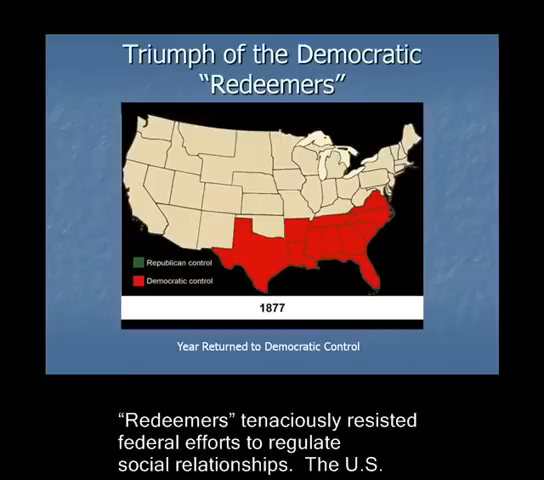 Triumph of the Democratic
“Redeemers”
Republican control
Democratic control
1877
Year Returned to Democratic Control
“Redeemers” tenaciously resisted
federal efforts to regulate
social relationships.  The U.S.